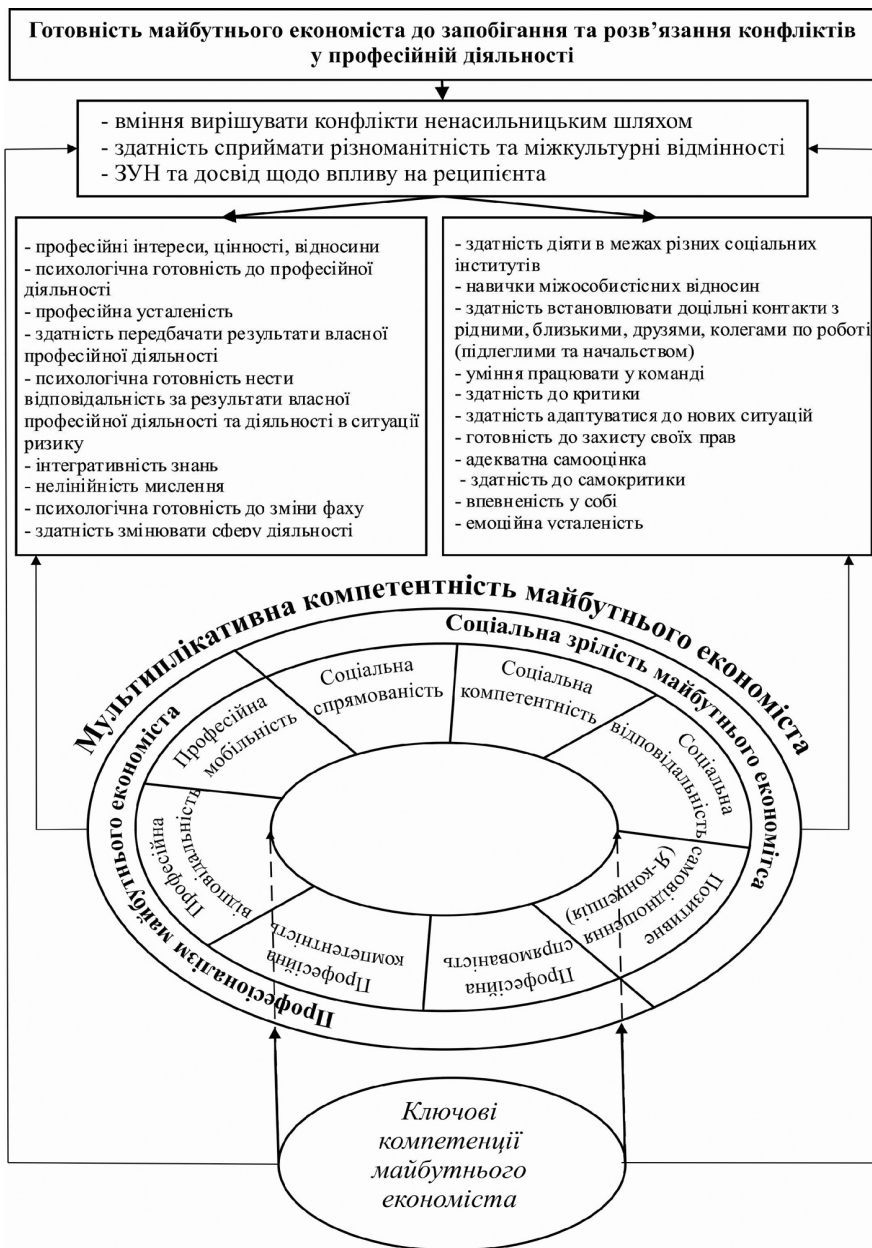 Готовність майбутнього економіста до запобігання та розв’язання конфліктів
у професійній діяльності
- вміння вирішувати конфлікти ненасильницьким шляхом
- здатність сприймати різноманітність та міжкультурні відмінності
- ЗУН та досвід щодо впливу на реципієнта
- професійні інтереси, цінності, відносини
- психологічна готовність до професійної
діяльності
- професійна усталеність
- здатність передбачати результати власної
професійної діяльності
- психологічна готовність нести
відповідальність за результати власної
професійної діяльності та діяльності в ситуації
ризику
- інтегративність знань
- нелінійність мислення
- психологічна готовність до зміни фаху
- здатність змінювати сферу діяльності
- здатність діяти в межах різних соціальних
інститутів
- навички міжособистісних відносин
- здатність встановлювати доцільні контакти з
рідними, близькими, друзями, колегами по роботі
(підлеглими та начальством)
- уміння працювати у команді
- здатність до критики
- здатність адаптуватися до нових ситуацій
- готовність до захисту своїх прав
- адекватна самооцінка
- здатність до самокритики
- впевненість у собі
- емоційна усталеність
Мультиплікативна компетентність майбутнього економіста
Соціальна зрілість майбутнього економітса
Професіоналізм майбутнього економіста
Соціальна
спрямованість
Соціальна
компетентність
Соціальна
відповідальність
Позитивне
самовідношення
(Я-концепція)
Професійна
спрямованість
Професійна
компетентність
Професійна
відповідальність
Професійна
мобільність
Ключові
компетенції
майбутнього
економіста